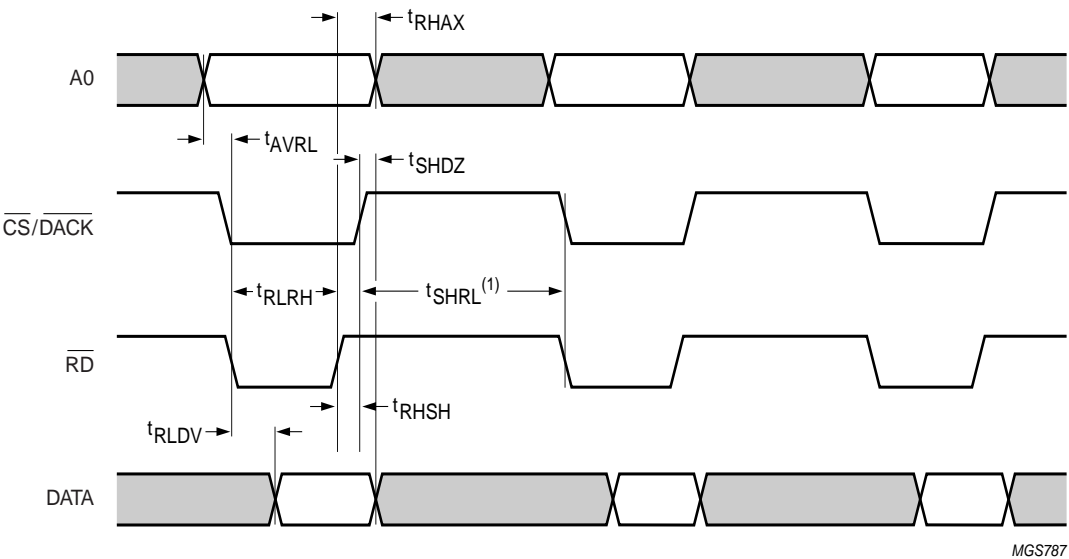 tRHAX
A0
tAVRL
tSHDZ
CS/DACK
tRLRH
tSHRL(1)
RD
tRHSH
tRLDV
DATA
MGS787